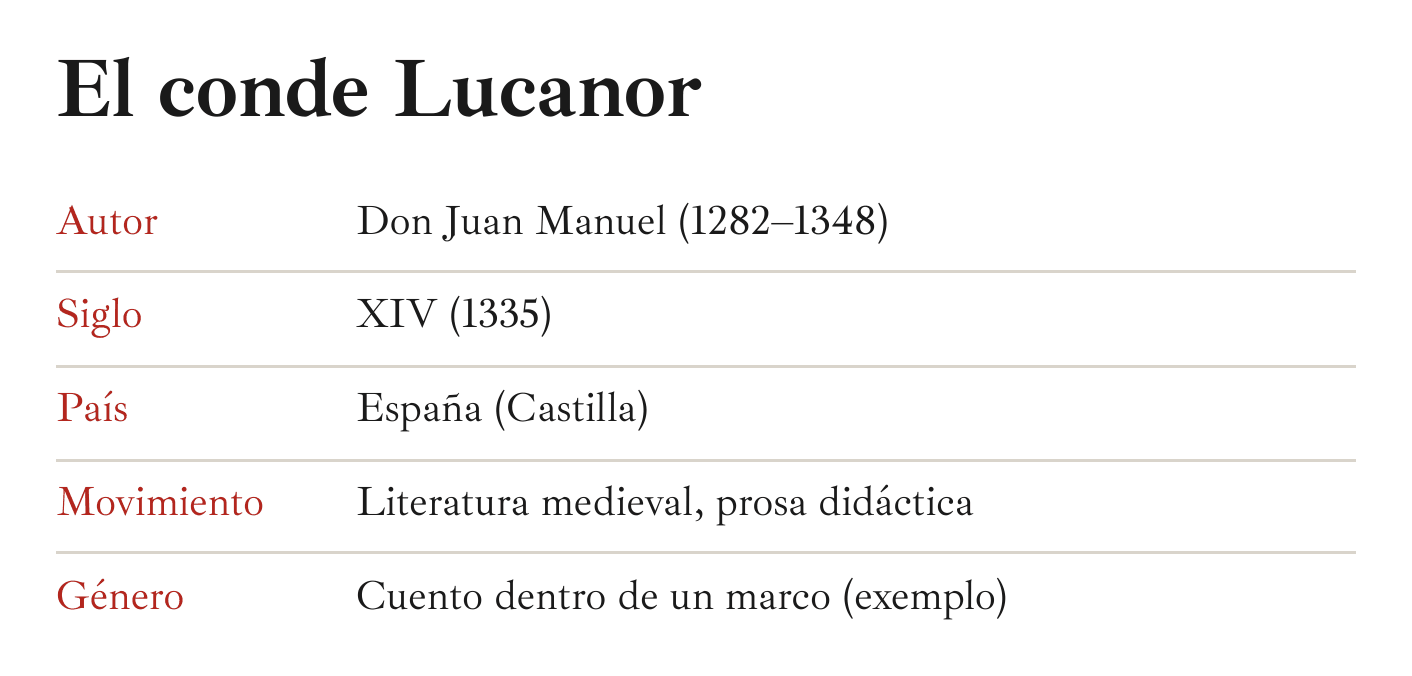 El conde Lucanor
Autor Don Juan Manuel (1282–1348)
Siglo XIV (1335)
País España (Castilla)
Movimiento Literatura medieval, prosa didáctica
Género Cuento dentro de un marco (exemplo)